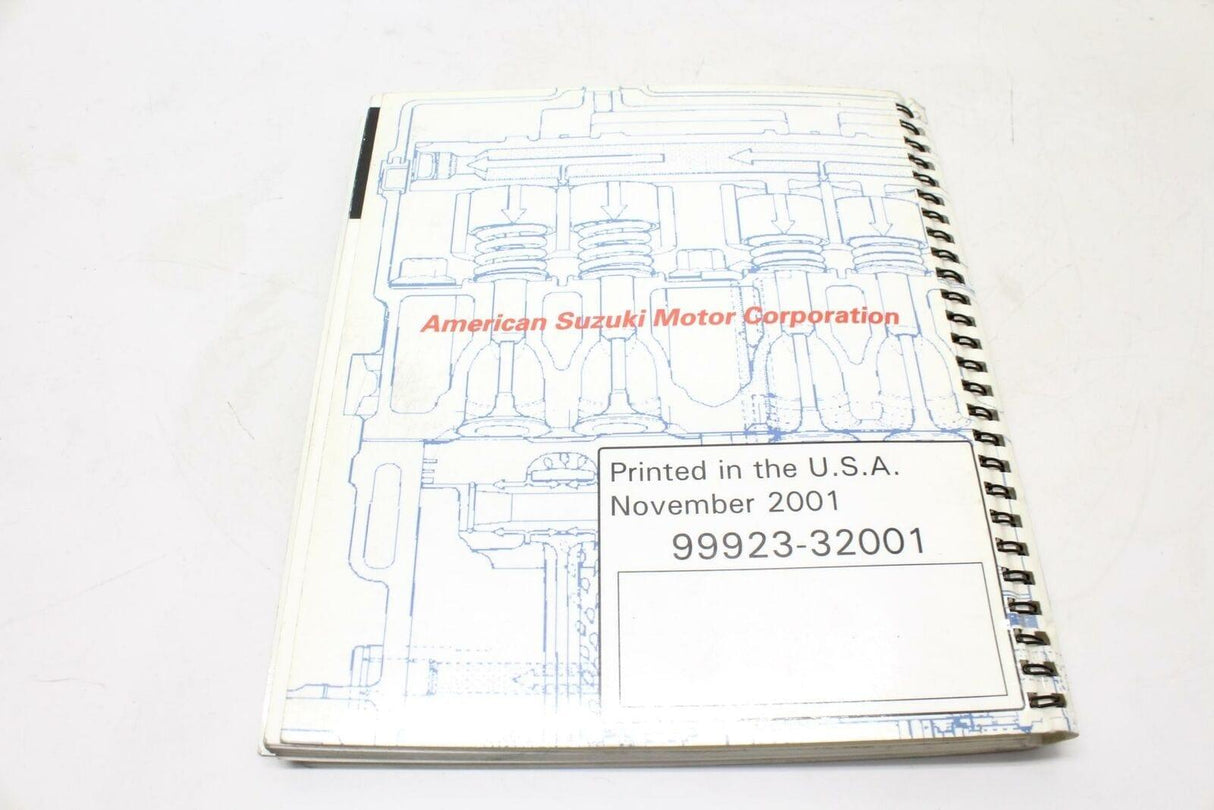 American Suzuki Motor Corporation
Printed in the U.S.A.
November 2001
99923-32001